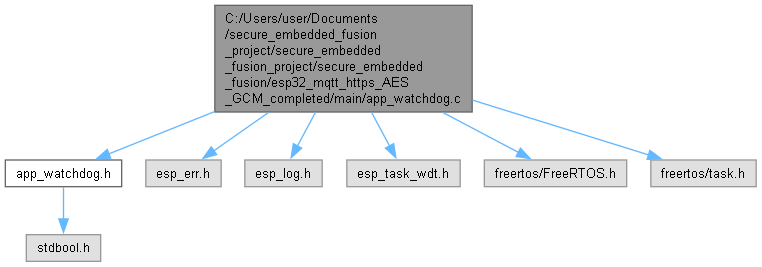 C:/Users/user/Documents
/secure_embedded_fusion
_project/secure_embedded
_fusion_project/secure_embedded
_fusion/esp32_mqtt_https_AES
_GCM_completed/main/app_watchdog.c
app_watchdog.h
esp_err.h
esp_log.h
esp_task_wdt.h
freertos/FreeRTOS.h
freertos/task.h
stdbool.h